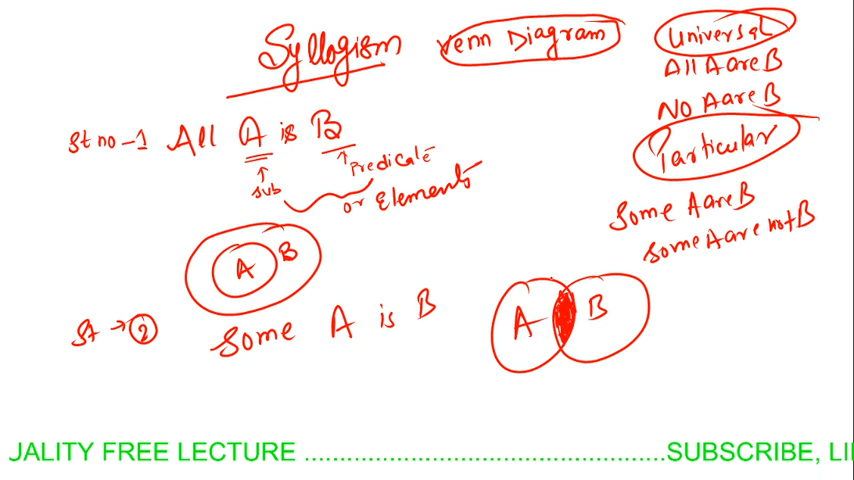 Syllogism
Venn Diagram
Universal
All A are B
No A are B
Particular
Some A are B
Some A are not B
St no-1 All A is B
Sub
Predicate
or Elements
A B
St → 2 Some A is B
A B
JALITY FREE LECTURE ................................................SUBSCRIBE, LI